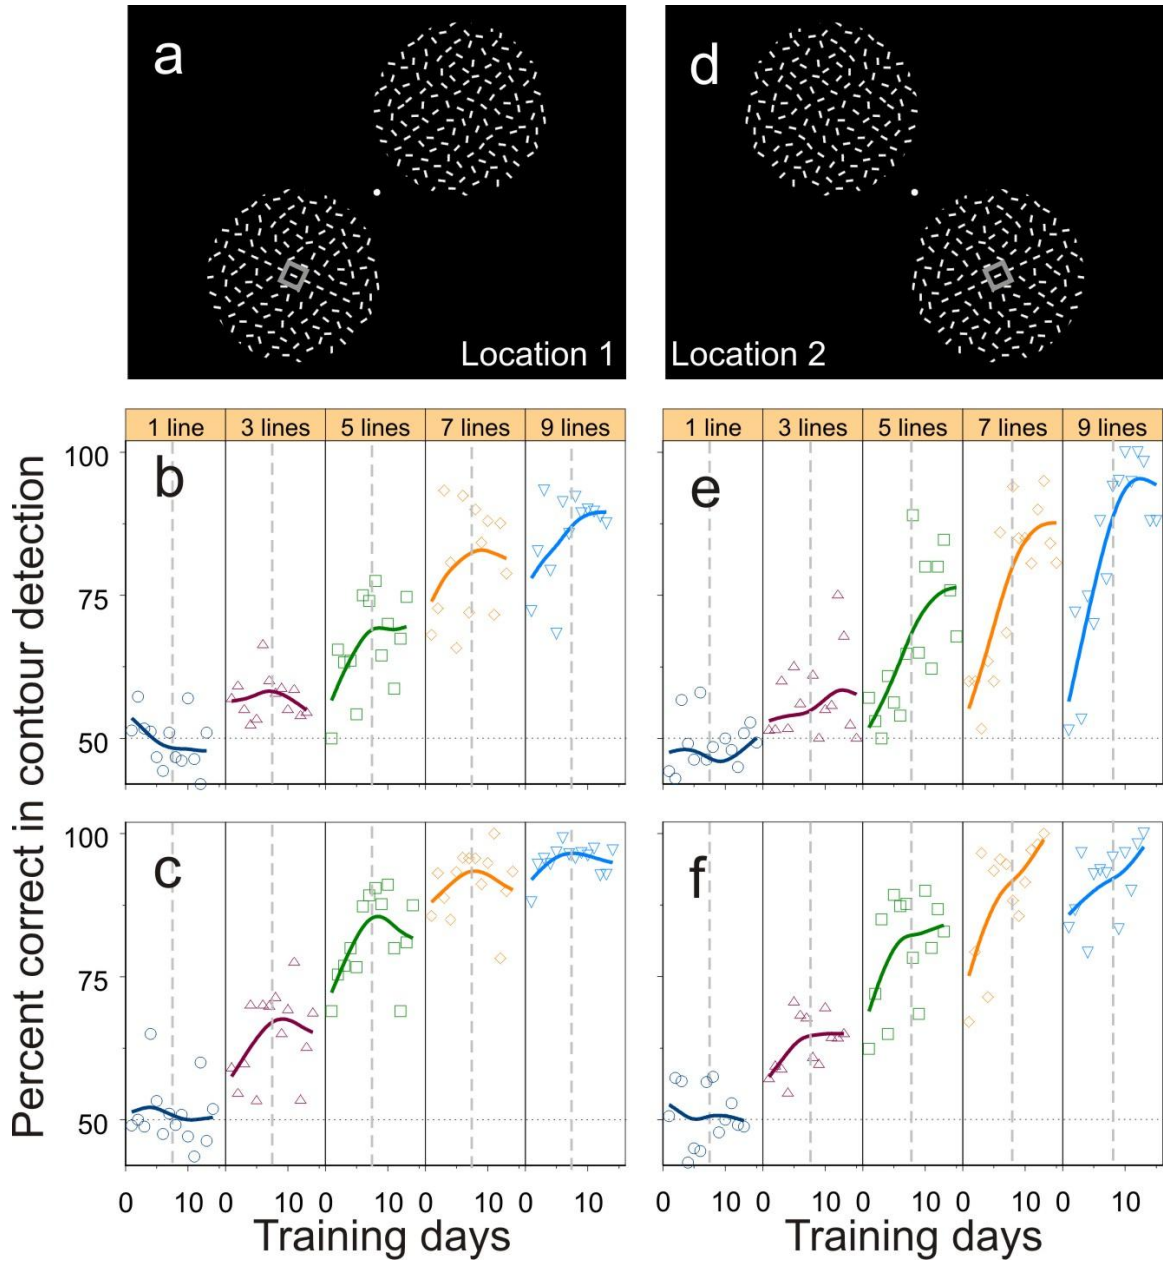 a
Location 1
d
Location 2
Percent correct in contour detection
1 line 3 lines 5 lines 7 lines 9 lines
b
100
75
50
c
100
75
50
0 10 0 10 0 10 0 10 0 10
Training days
1 line 3 lines 5 lines 7 lines 9 lines
e
f
0 10 0 10 0 10 0 10 0 10
Training days